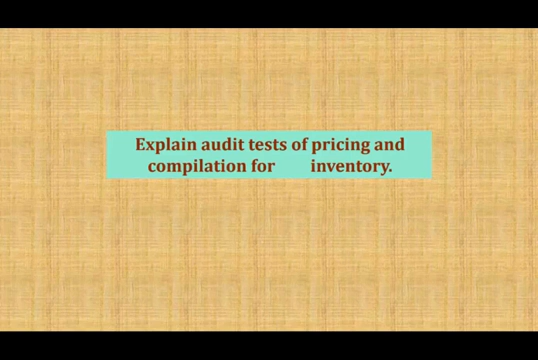 Explain audit tests of pricing and
compilation for inventory.